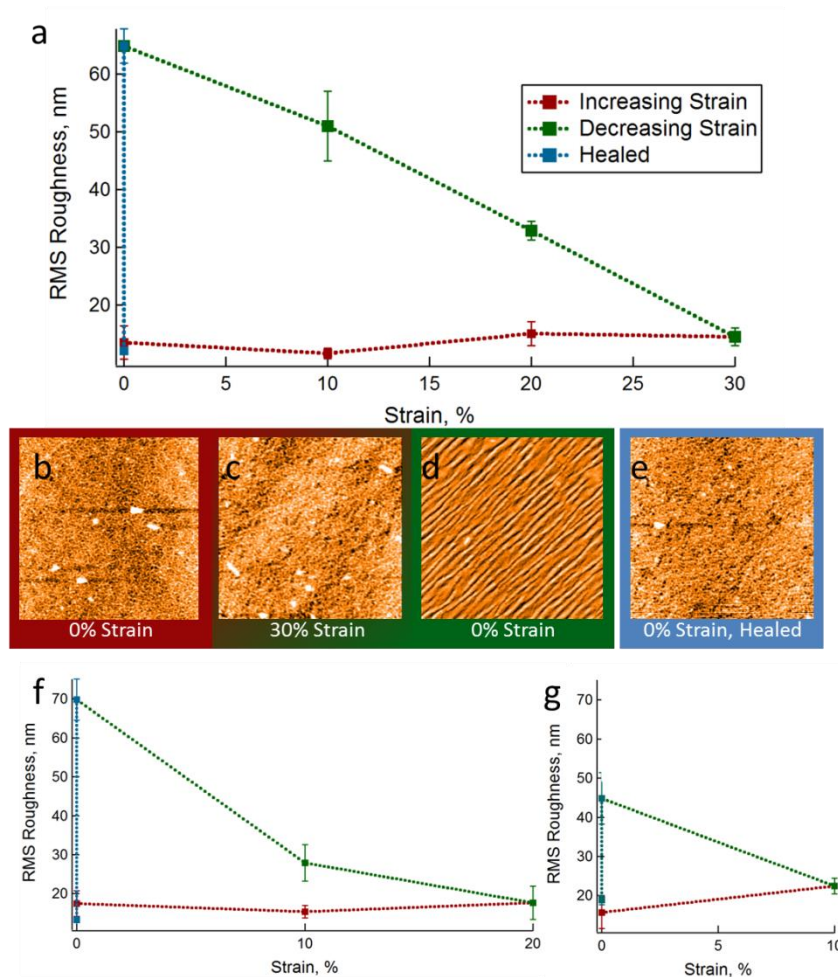 a
RMS Roughness, nm
60
50
40
30
20
0
5
10
15
20
25
30
Strain, %
Increasing Strain
Decreasing Strain
Healed
b
0% Strain
c
30% Strain
d
0% Strain
e
0% Strain, Healed
f
RMS Roughness, nm
70
60
50
40
30
20
0
10
20
Strain, %
g
RMS Roughness, nm
70
60
50
40
30
20
0
5
10
Strain, %